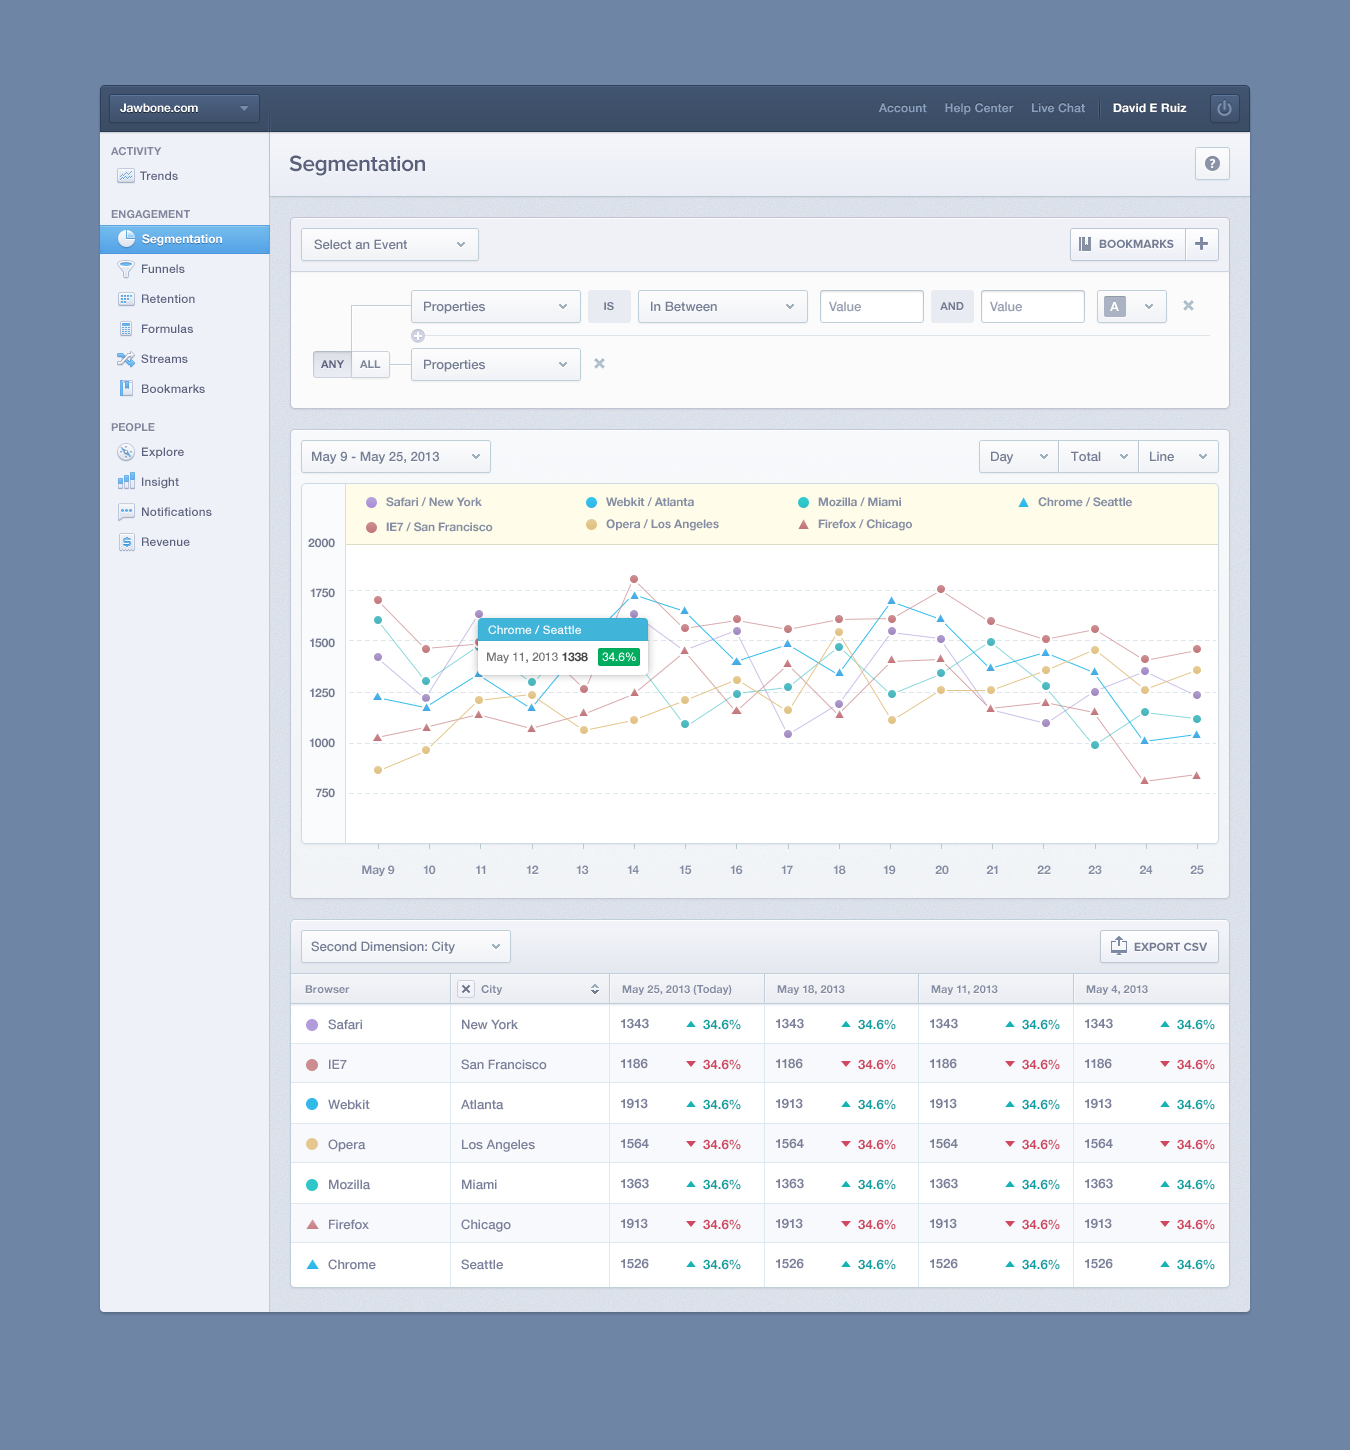 Jawbone.com
Account Help Center Live Chat David E Ruiz
ACTIVITY
Trends
ENGAGEMENT
Segmentation
Funnels
Retention
Formulas
Streams
Bookmarks
PEOPLE
Explore
Insight
Notifications
Revenue
Segmentation ?
Select an Event BOOKMARKS +
Properties IS In Between Value AND Value A
ANY ALL Properties
May 9 - May 25, 2013 Day Total Line
Safari / New York Webkit / Atlanta Mozilla / Miami Chrome / Seattle
IE7 / San Francisco Opera / Los Angeles Firefox / Chicago
2000
1750
1500
1250
1000
750
Chrome / Seattle
May 11, 2013 1338 34.6%
May 9 10 11 12 13 14 15 16 17 18 19 20 21 22 23 24 25
Second Dimension: City EXPORT CSV
Browser City May 25, 2013 (Today) May 18, 2013 May 11, 2013 May 4, 2013
Safari New York 1343 34.6% 1343 34.6% 1343 34.6% 1343 34.6%
IE7 San Francisco 1186 34.6% 1186 34.6% 1186 34.6% 1186 34.6%
Webkit Atlanta 1913 34.6% 1913 34.6% 1913 34.6% 1913 34.6%
Opera Los Angeles 1564 34.6% 1564 34.6% 1564 34.6% 1564 34.6%
Mozilla Miami 1363 34.6% 1363 34.6% 1363 34.6% 1363 34.6%
Firefox Chicago 1913 34.6% 1913 34.6% 1913 34.6% 1913 34.6%
Chrome Seattle 1526 34.6% 1526 34.6% 1526 34.6% 1526 34.6%